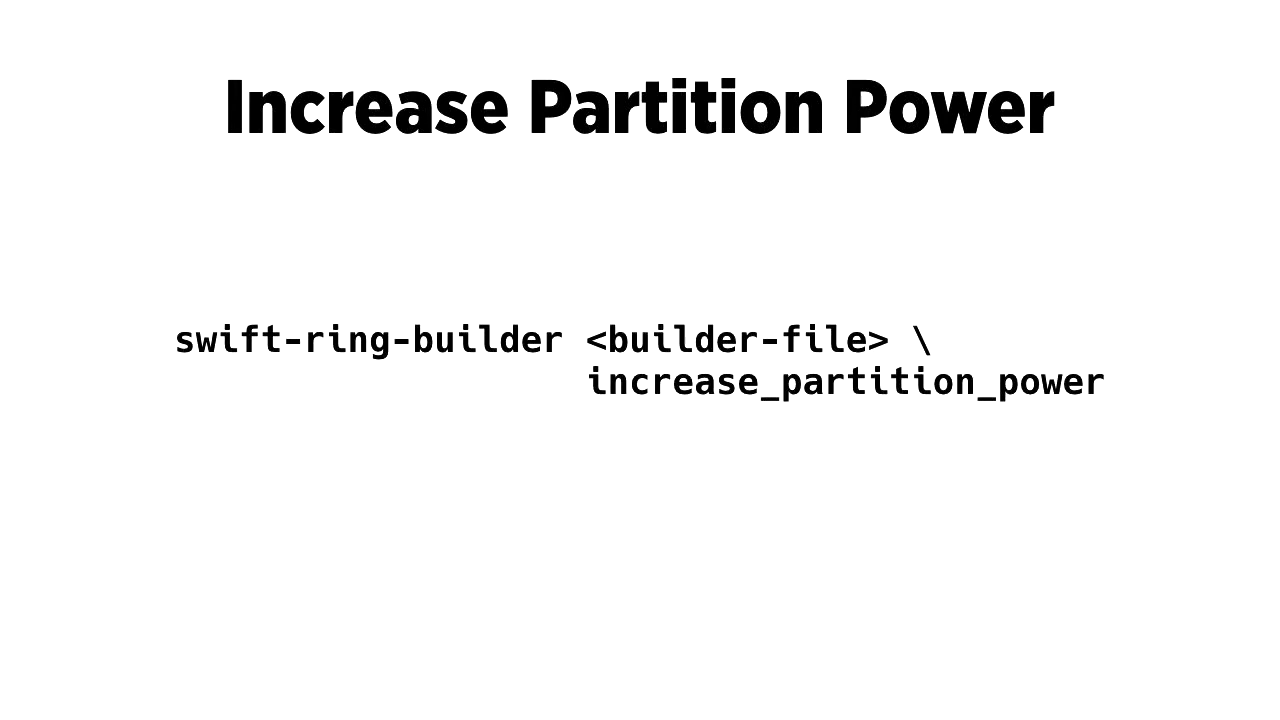 Increase Partition Power
swift-ring-builder <builder-file> \
increase_partition_power